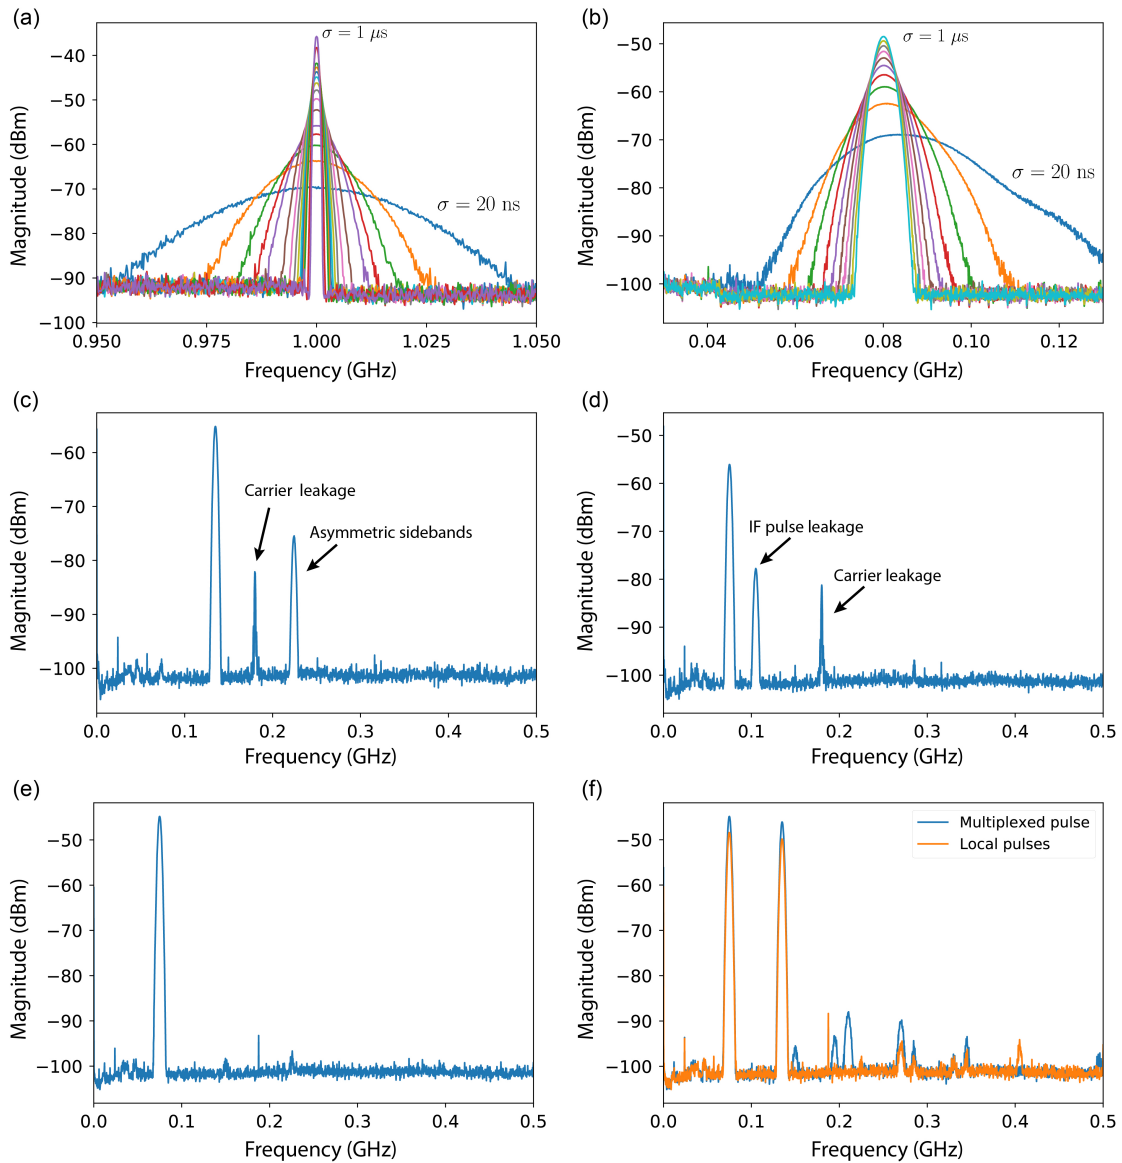 (a)
σ = 1 μs
σ = 20 ns
−40
−50
−60
−70
−80
−90
−100
0.950
0.975
1.000
1.025
1.050
Magnitude (dBm)
Frequency (GHz)
(b)
σ = 1 μs
σ = 20 ns
−50
−60
−70
−80
−90
−100
0.04
0.06
0.08
0.10
0.12
Magnitude (dBm)
Frequency (GHz)
(c)
Carrier leakage
Asymmetric sidebands
−60
−70
−80
−90
−100
0.0
0.1
0.2
0.3
0.4
0.5
Magnitude (dBm)
Frequency (GHz)
(d)
IF pulse leakage
Carrier leakage
−50
−60
−70
−80
−90
−100
0.0
0.1
0.2
0.3
0.4
0.5
Magnitude (dBm)
Frequency (GHz)
(e)
−50
−60
−70
−80
−90
−100
0.0
0.1
0.2
0.3
0.4
0.5
Magnitude (dBm)
Frequency (GHz)
(f)
Multiplexed pulse
Local pulses
−50
−60
−70
−80
−90
−100
0.0
0.1
0.2
0.3
0.4
0.5
Magnitude (dBm)
Frequency (GHz)